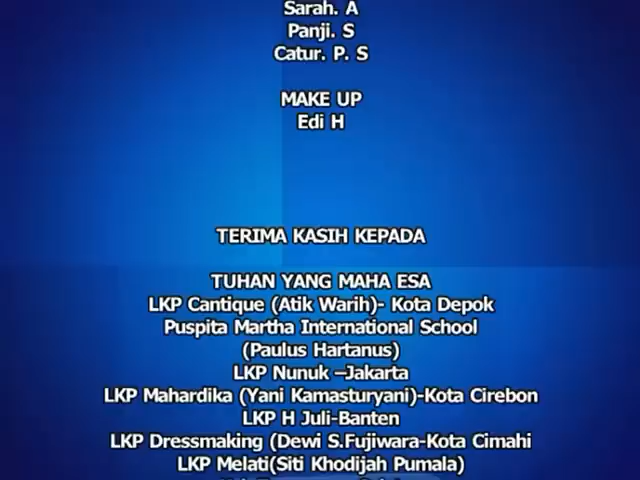 Sarah. A
Panji. S
Catur. P. S
MAKE UP
Edi H
TERIMA KASIH KEPADA
TUHAN YANG MAHA ESA
LKP Cantique (Atik Warih)- Kota Depok
Puspita Martha International School
(Paulus Hartanus)
LKP Nunuk –Jakarta
LKP Mahardika (Yani Kamasturyani)-Kota Cirebon
LKP H Juli-Banten
LKP Dressmaking (Dewi S.Fujiwara-Kota Cimahi
LKP Melati(Siti Khodijah Pumala)